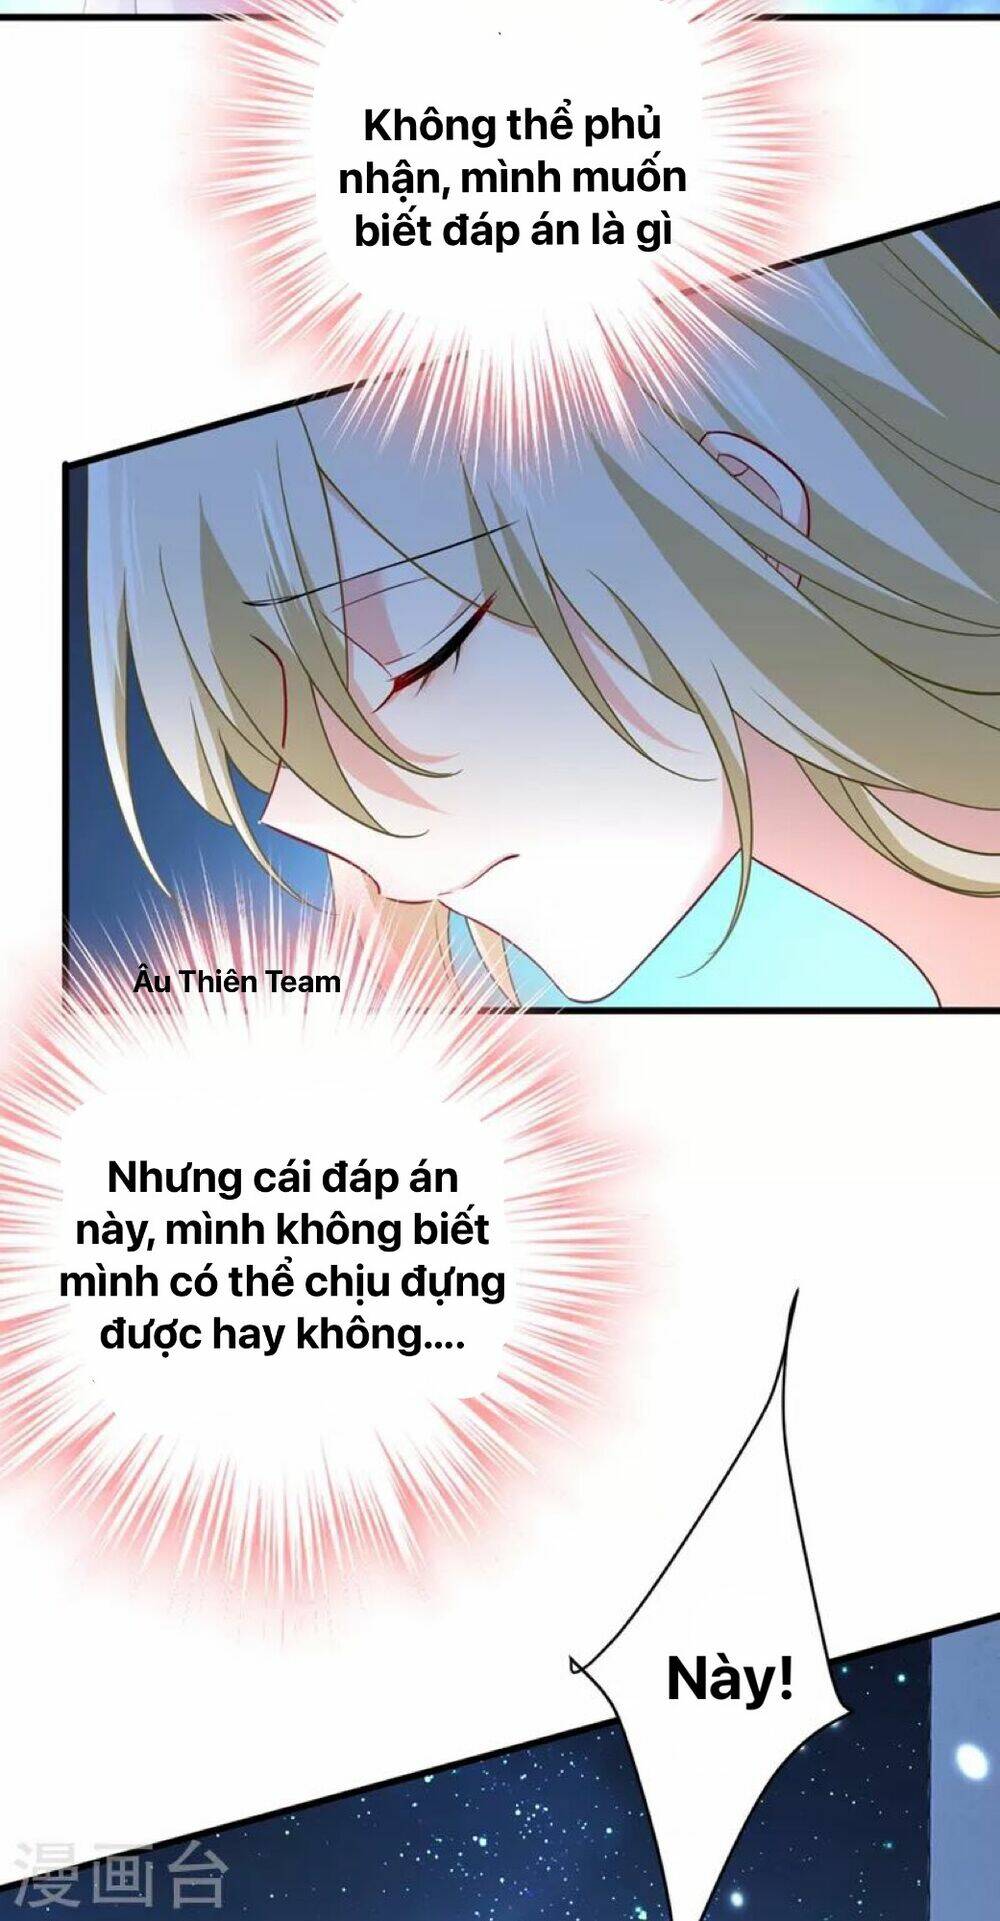 Không thể phủ
nhận, mình muốn
biết đáp án là gì
Âu Thiên Team
Nhưng cái đáp án
này, mình không biết
mình có thể chịu đựng
được hay không....
Này!
漫画台